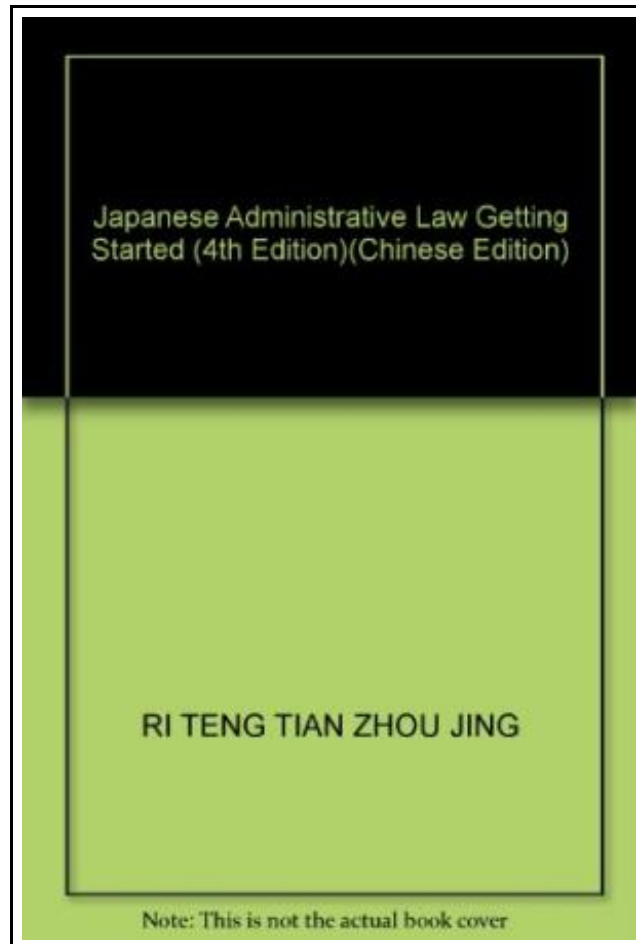 Japanese Administrative Law Getting
Started (4th Edition)(Chinese Edition)
RI TENG TIAN ZHOU JING
Note: This is not the actual book cover